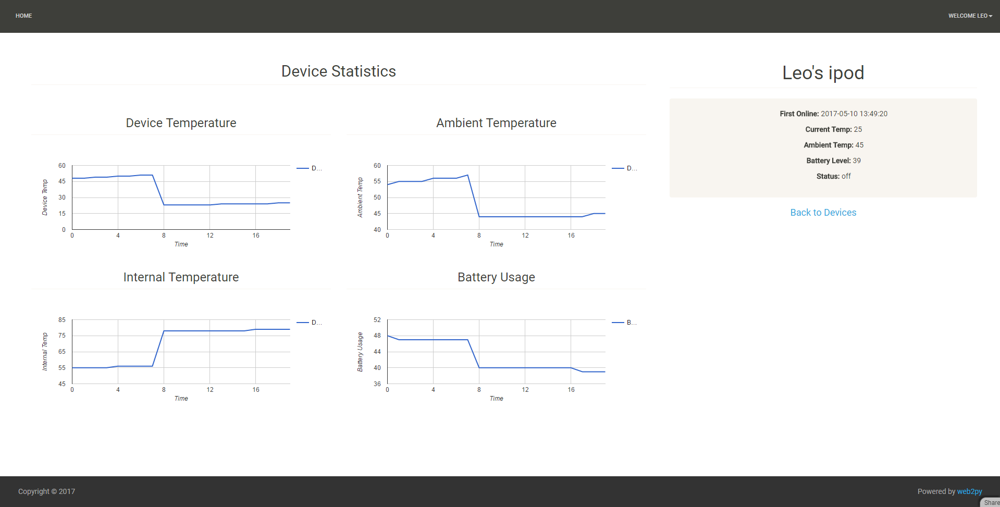 HOME
WELCOME LEO
Device Statistics
Device Temperature
60
45
30
15
0
0 4 8 12 16
Device Temp
Time
D...
Ambient Temperature
60
55
50
45
40
0 4 8 12 16
Ambient Temp
Time
D...
Internal Temperature
85
75
65
55
45
0 4 8 12 16
Internal Temp
Time
D...
Battery Usage
52
48
44
40
36
0 4 8 12 16
Battery Usage
Time
B...
Leo's ipod
First Online: 2017-05-10 13:49:20
Current Temp: 25
Ambient Temp: 45
Battery Level: 39
Status: off
Back to Devices
Copyright © 2017
Powered by web2py
Share